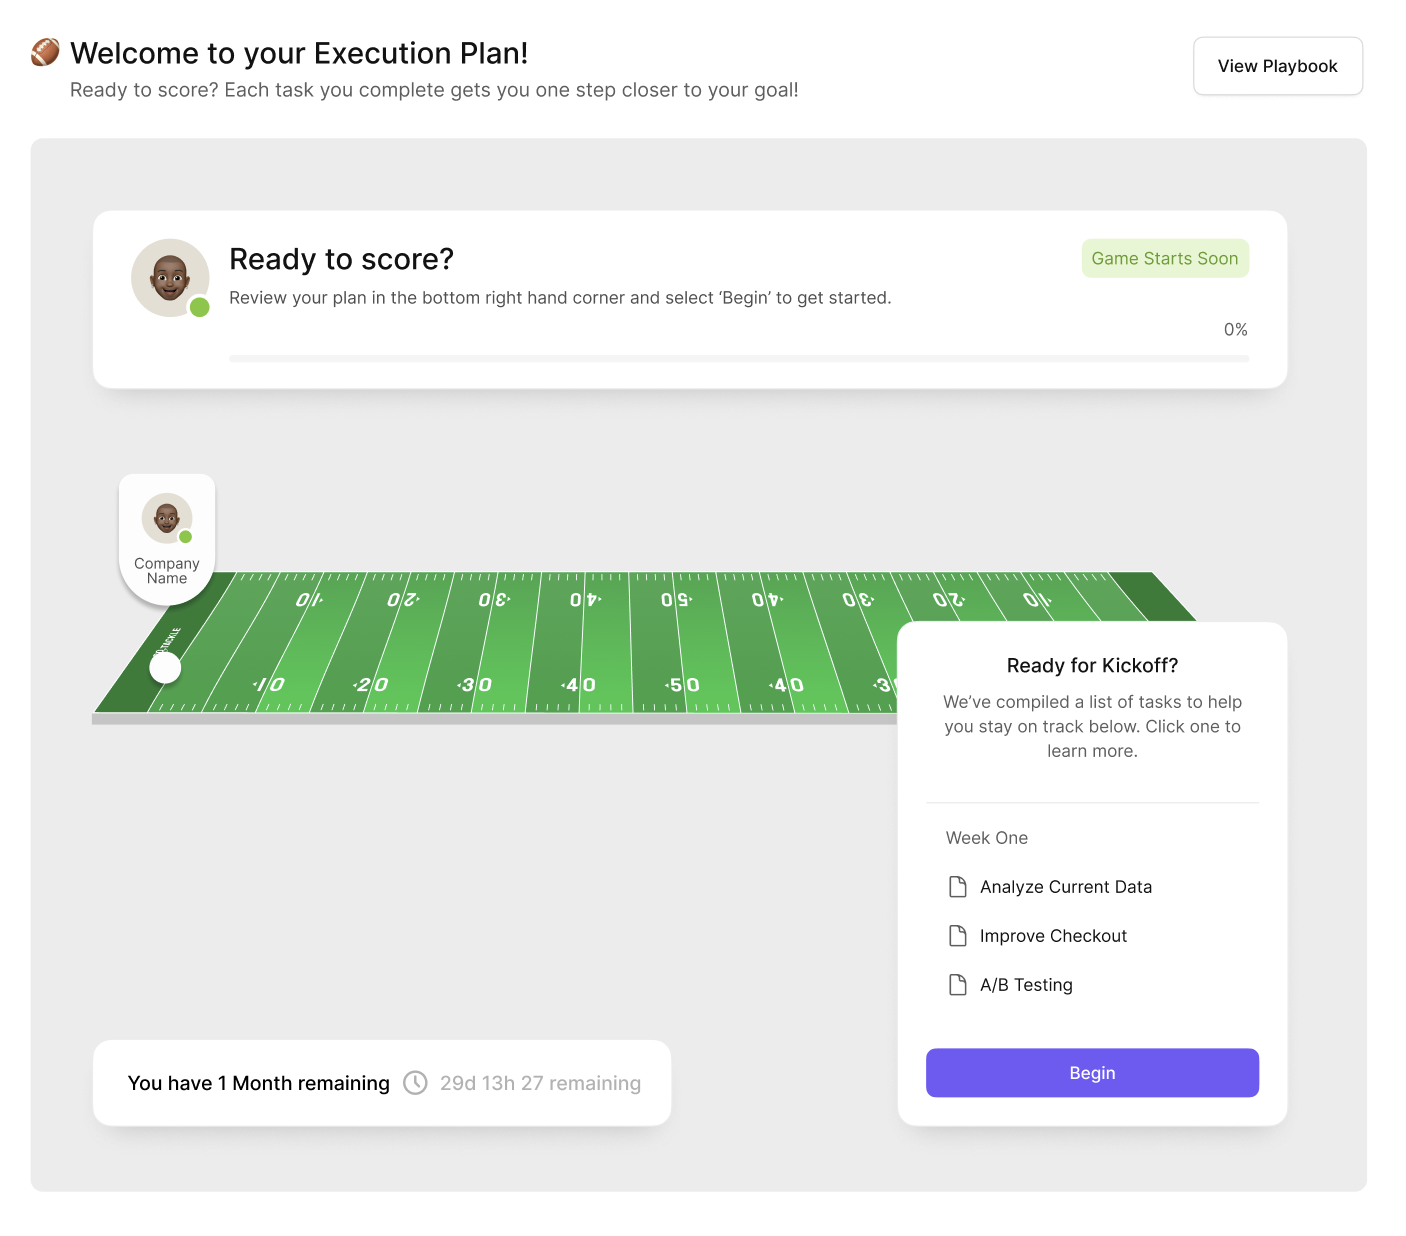 Welcome to your Execution Plan!
Ready to score? Each task you complete gets you one step closer to your goal!
View Playbook
Ready to score?
Game Starts Soon
Review your plan in the bottom right hand corner and select ‘Begin’ to get started.
0%
Company
Name
10 20 30 40 50 40 30 20 10
TACKLE
10 20 30 40 50 40
Ready for Kickoff?
We’ve compiled a list of tasks to help
you stay on track below. Click one to
learn more.
Week One
Analyze Current Data
Improve Checkout
A/B Testing
Begin
You have 1 Month remaining
29d 13h 27 remaining